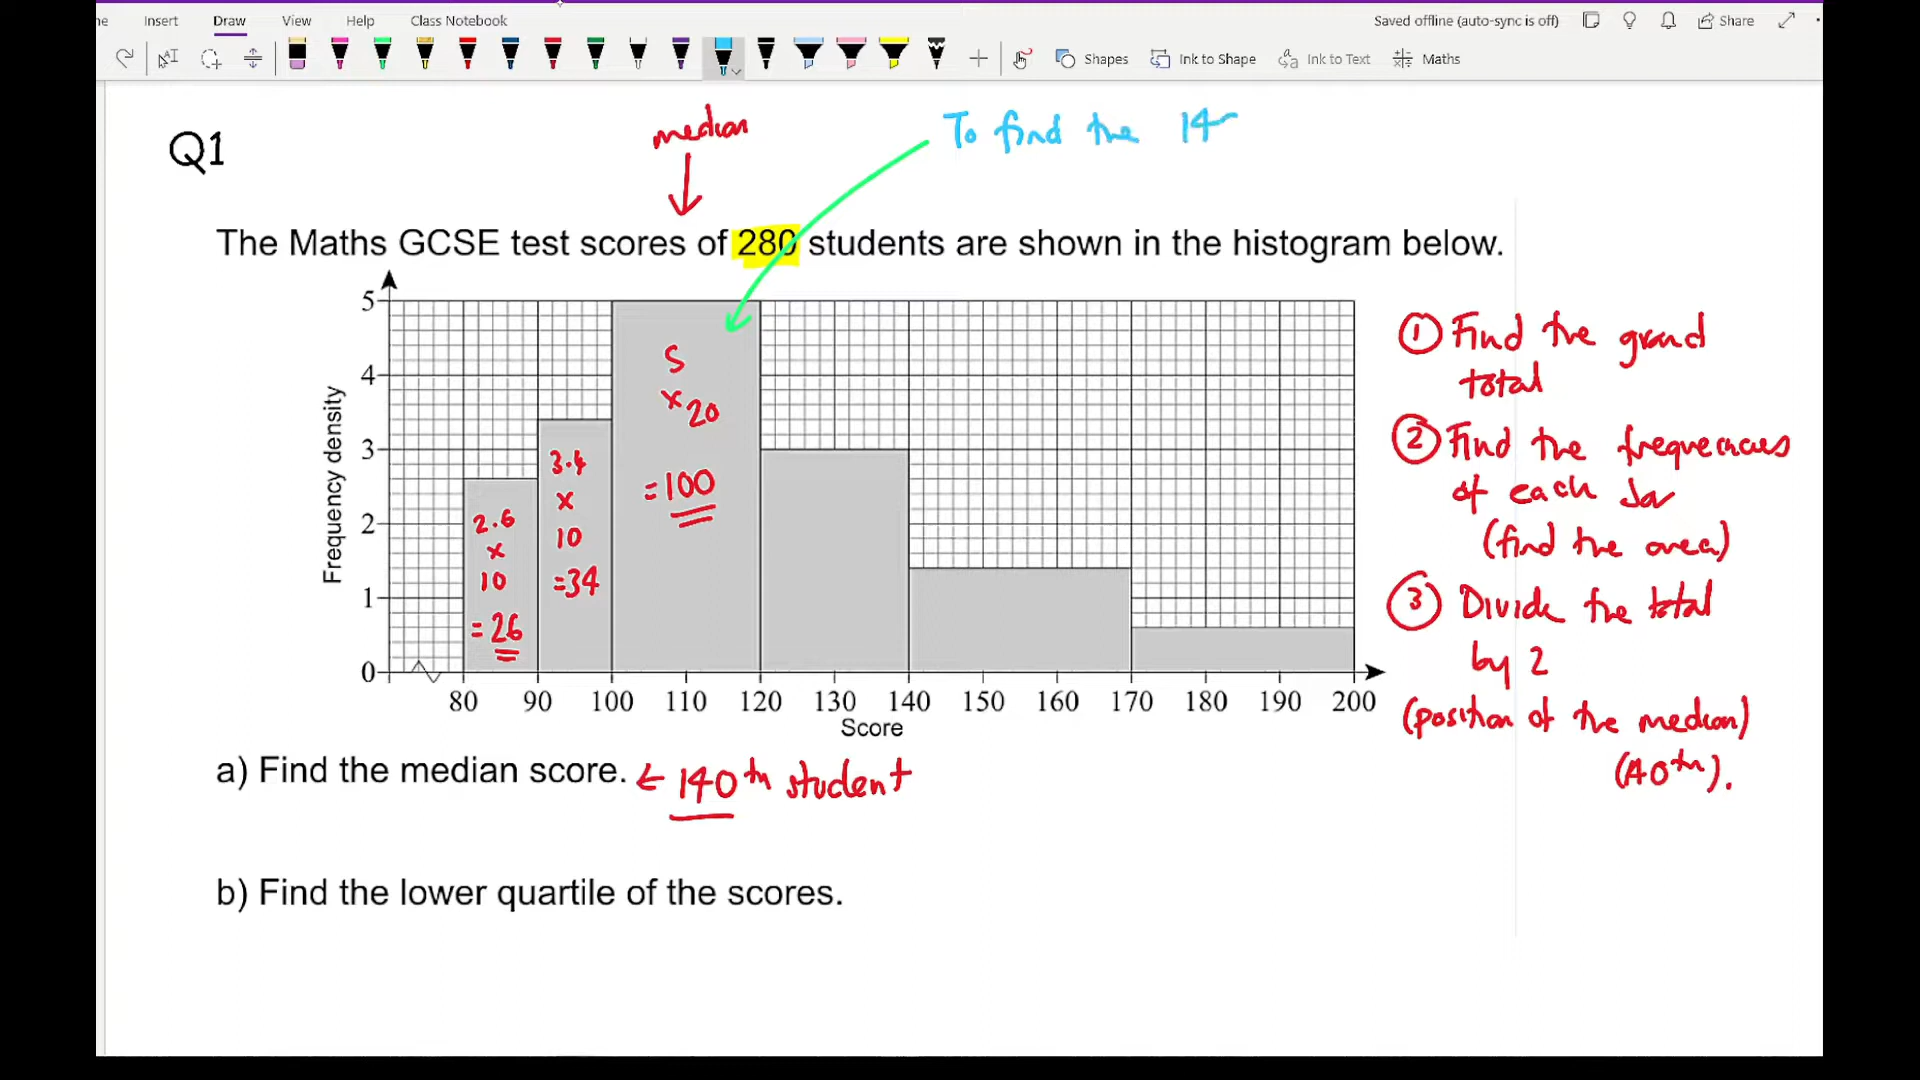 Insert Draw View Help Class Notebook Saved offline (auto-sync is off) Share
Shapes Ink to Shape Ink to Text Maths
median
To find the 14
Q1
The Maths GCSE test scores of 280 students are shown in the histogram below.
5
4
3
2
1
0
Frequency density
2.6
×
10
=26
3.4
×
10
=34
5
×20
=100
80 90 100 110 120 130 140 150 160 170 180 190 200
Score
① Find the grand
total
② Find the frequencies
of each bar
(find the area)
③ Divide the total
by 2
(position of the median)
(140th).
a) Find the median score. ← 140th student
b) Find the lower quartile of the scores.